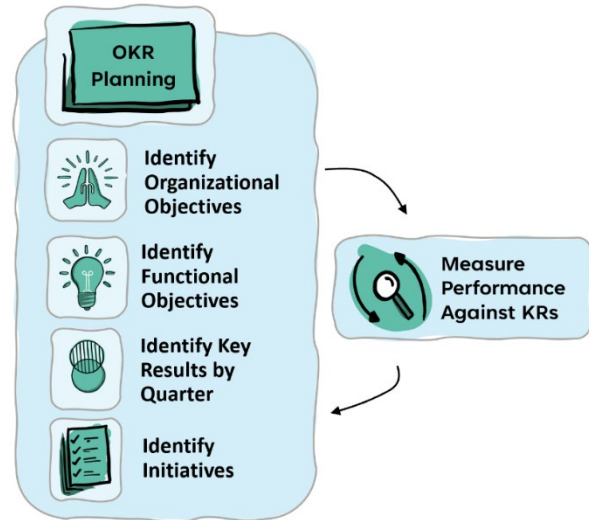 OKR
Planning
Identify
Organizational
Objectives
Identify
Functional
Objectives
Identify Key
Results by
Quarter
Identify
Initiatives
Measure
Performance
Against KRs